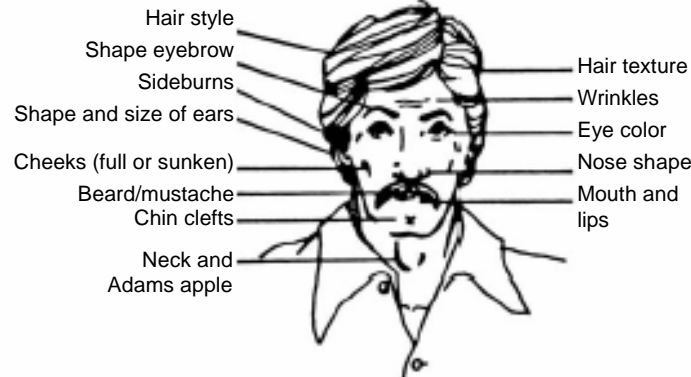 Hair style
Shape eyebrow
Sideburns
Shape and size of ears
Cheeks (full or sunken)
Beard/mustache
Chin clefts
Neck and
Adams apple
Hair texture
Wrinkles
Eye color
Nose shape
Mouth and
lips